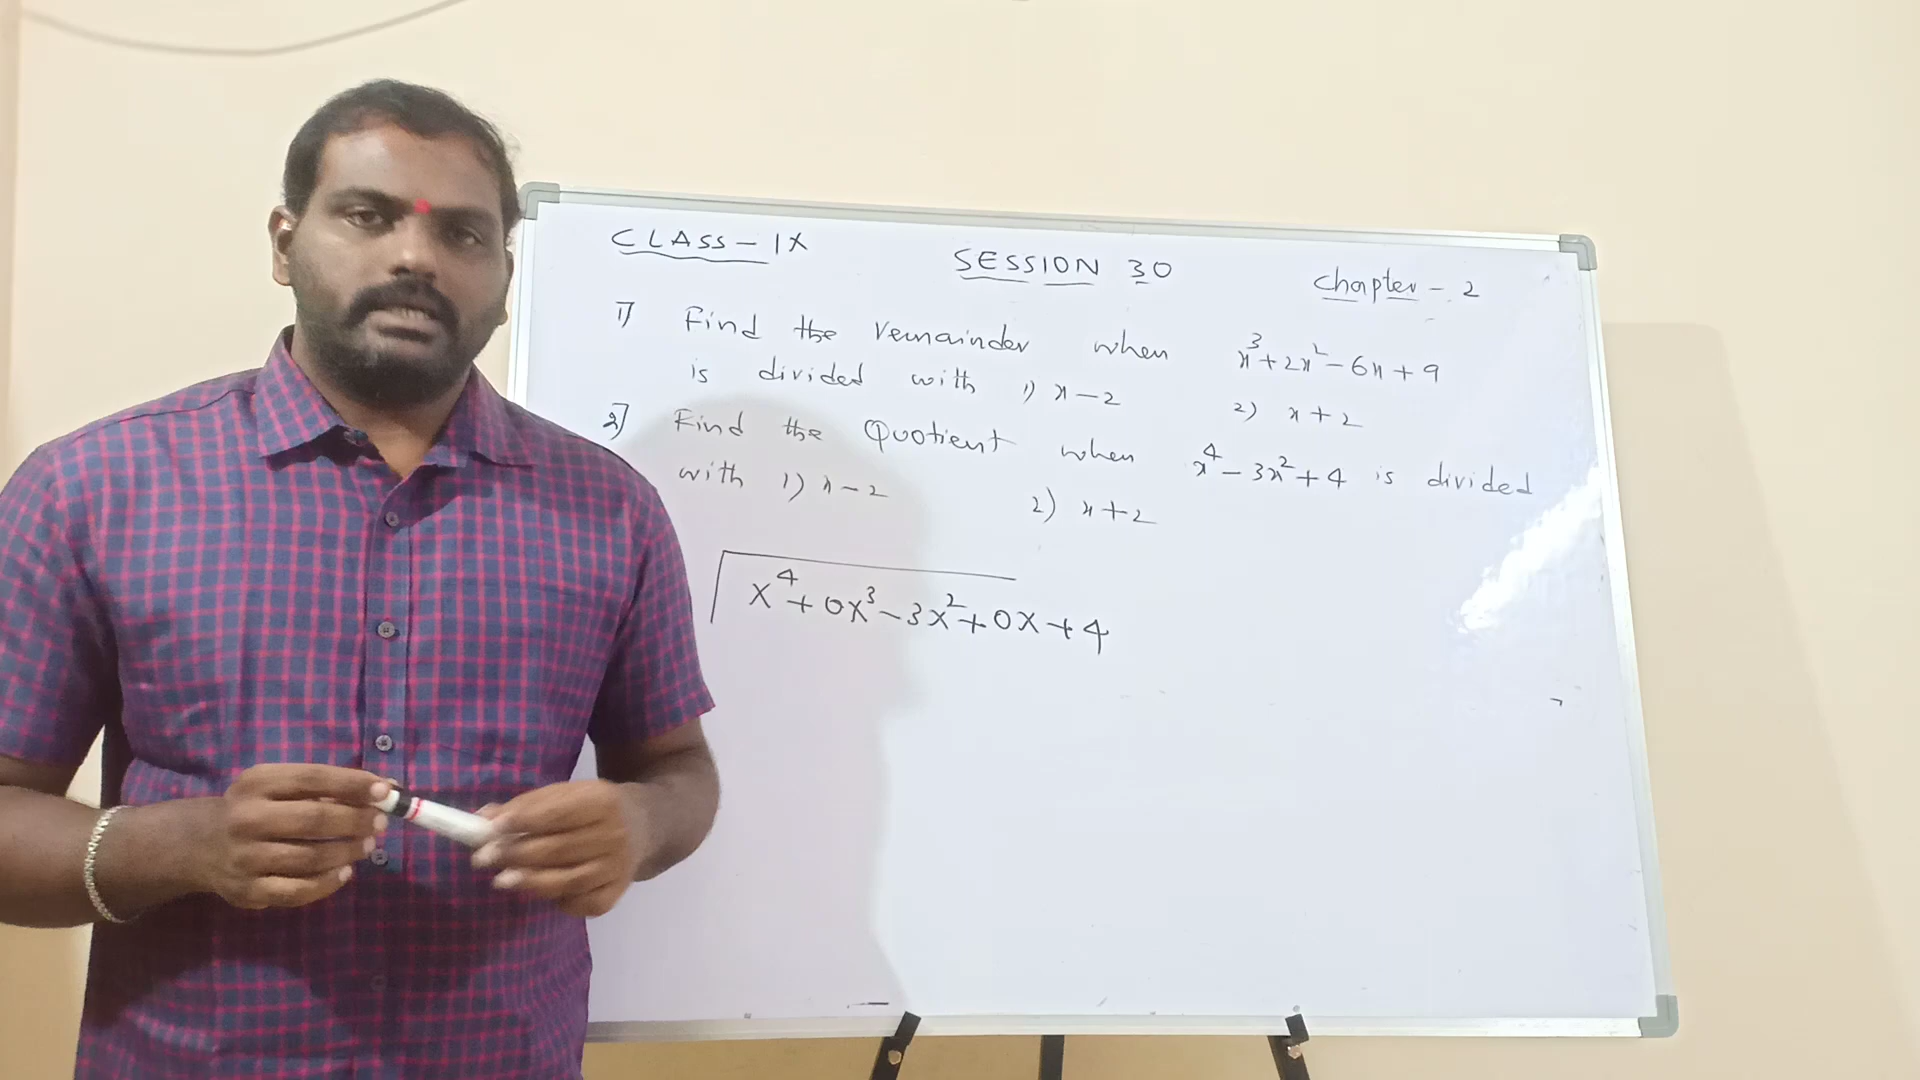 CLASS - IX
SESSION 30
Chapter - 2
1] Find the remainder when x³+2x²-6x+9
is divided with 1) x-2 2) x+2
2] Find the Quotient when x⁴-3x²+4 is divided
with 1) x-2 2) x+2
x⁴+0x³-3x²+0x+4